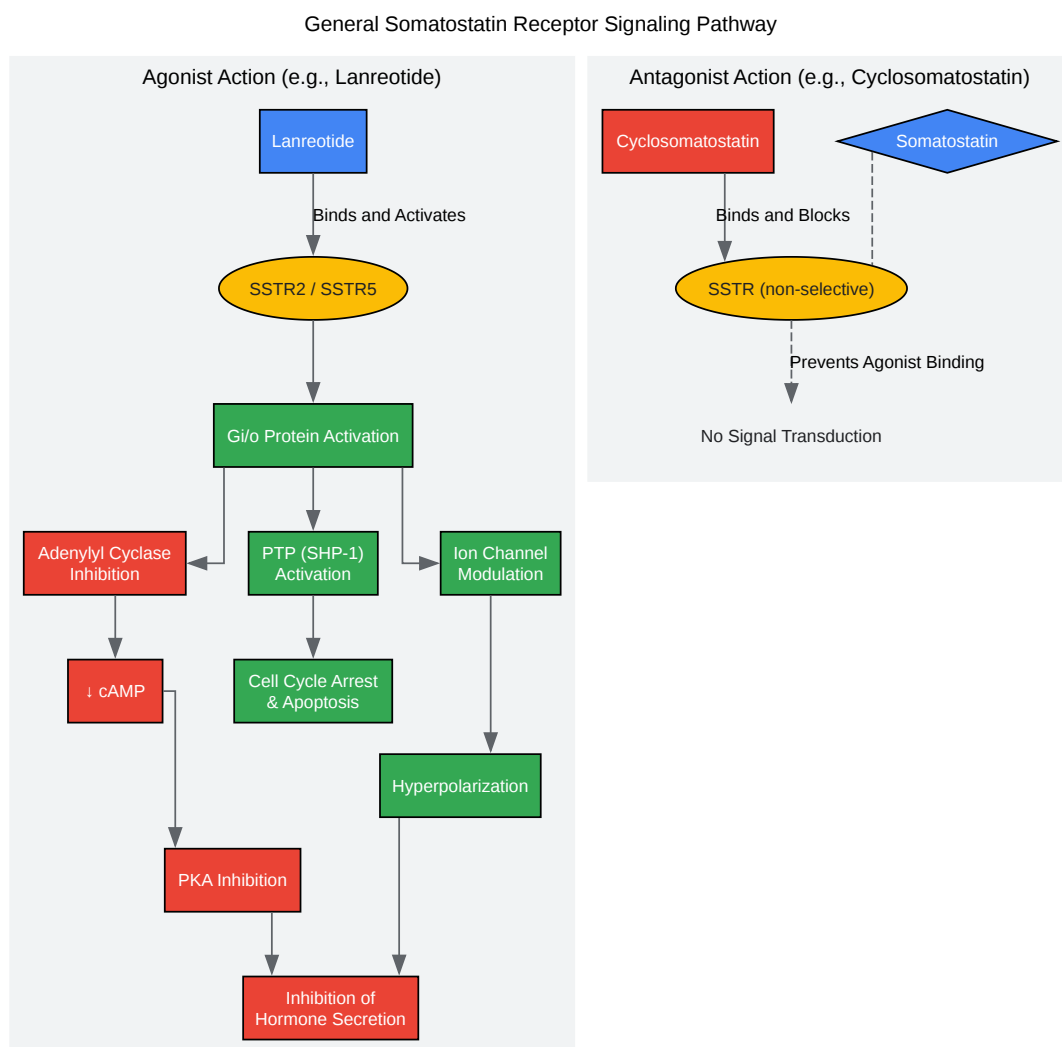 General Somatostatin Receptor Signaling Pathway
Agonist Action (e.g., Lanreotide)
Lanreotide
Binds and Activates
SSTR2 / SSTR5
Gi/o Protein Activation
Adenylyl Cyclase
Inhibition
PTP (SHP-1)
Activation
Ion Channel
Modulation
↓ cAMP
Cell Cycle Arrest
& Apoptosis
Hyperpolarization
PKA Inhibition
Inhibition of
Hormone Secretion
Antagonist Action (e.g., Cyclosomatostatin)
Cyclosomatostatin
Somatostatin
Binds and Blocks
SSTR (non-selective)
Prevents Agonist Binding
No Signal Transduction